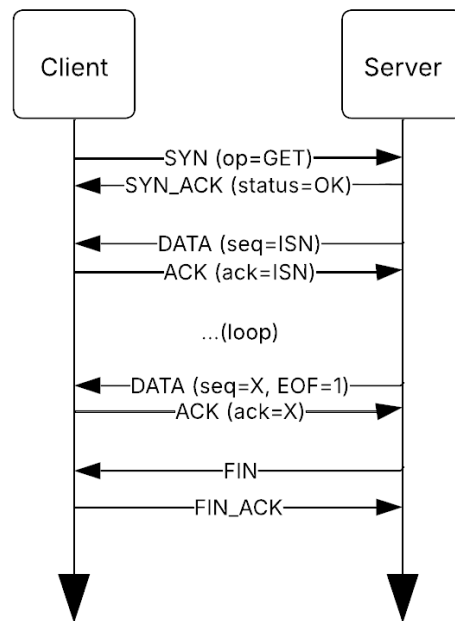 Client
Server
SYN (op=GET)
SYN_ACK (status=OK)
DATA (seq=ISN)
ACK (ack=ISN)
...(loop)
DATA (seq=X, EOF=1)
ACK (ack=X)
FIN
FIN_ACK